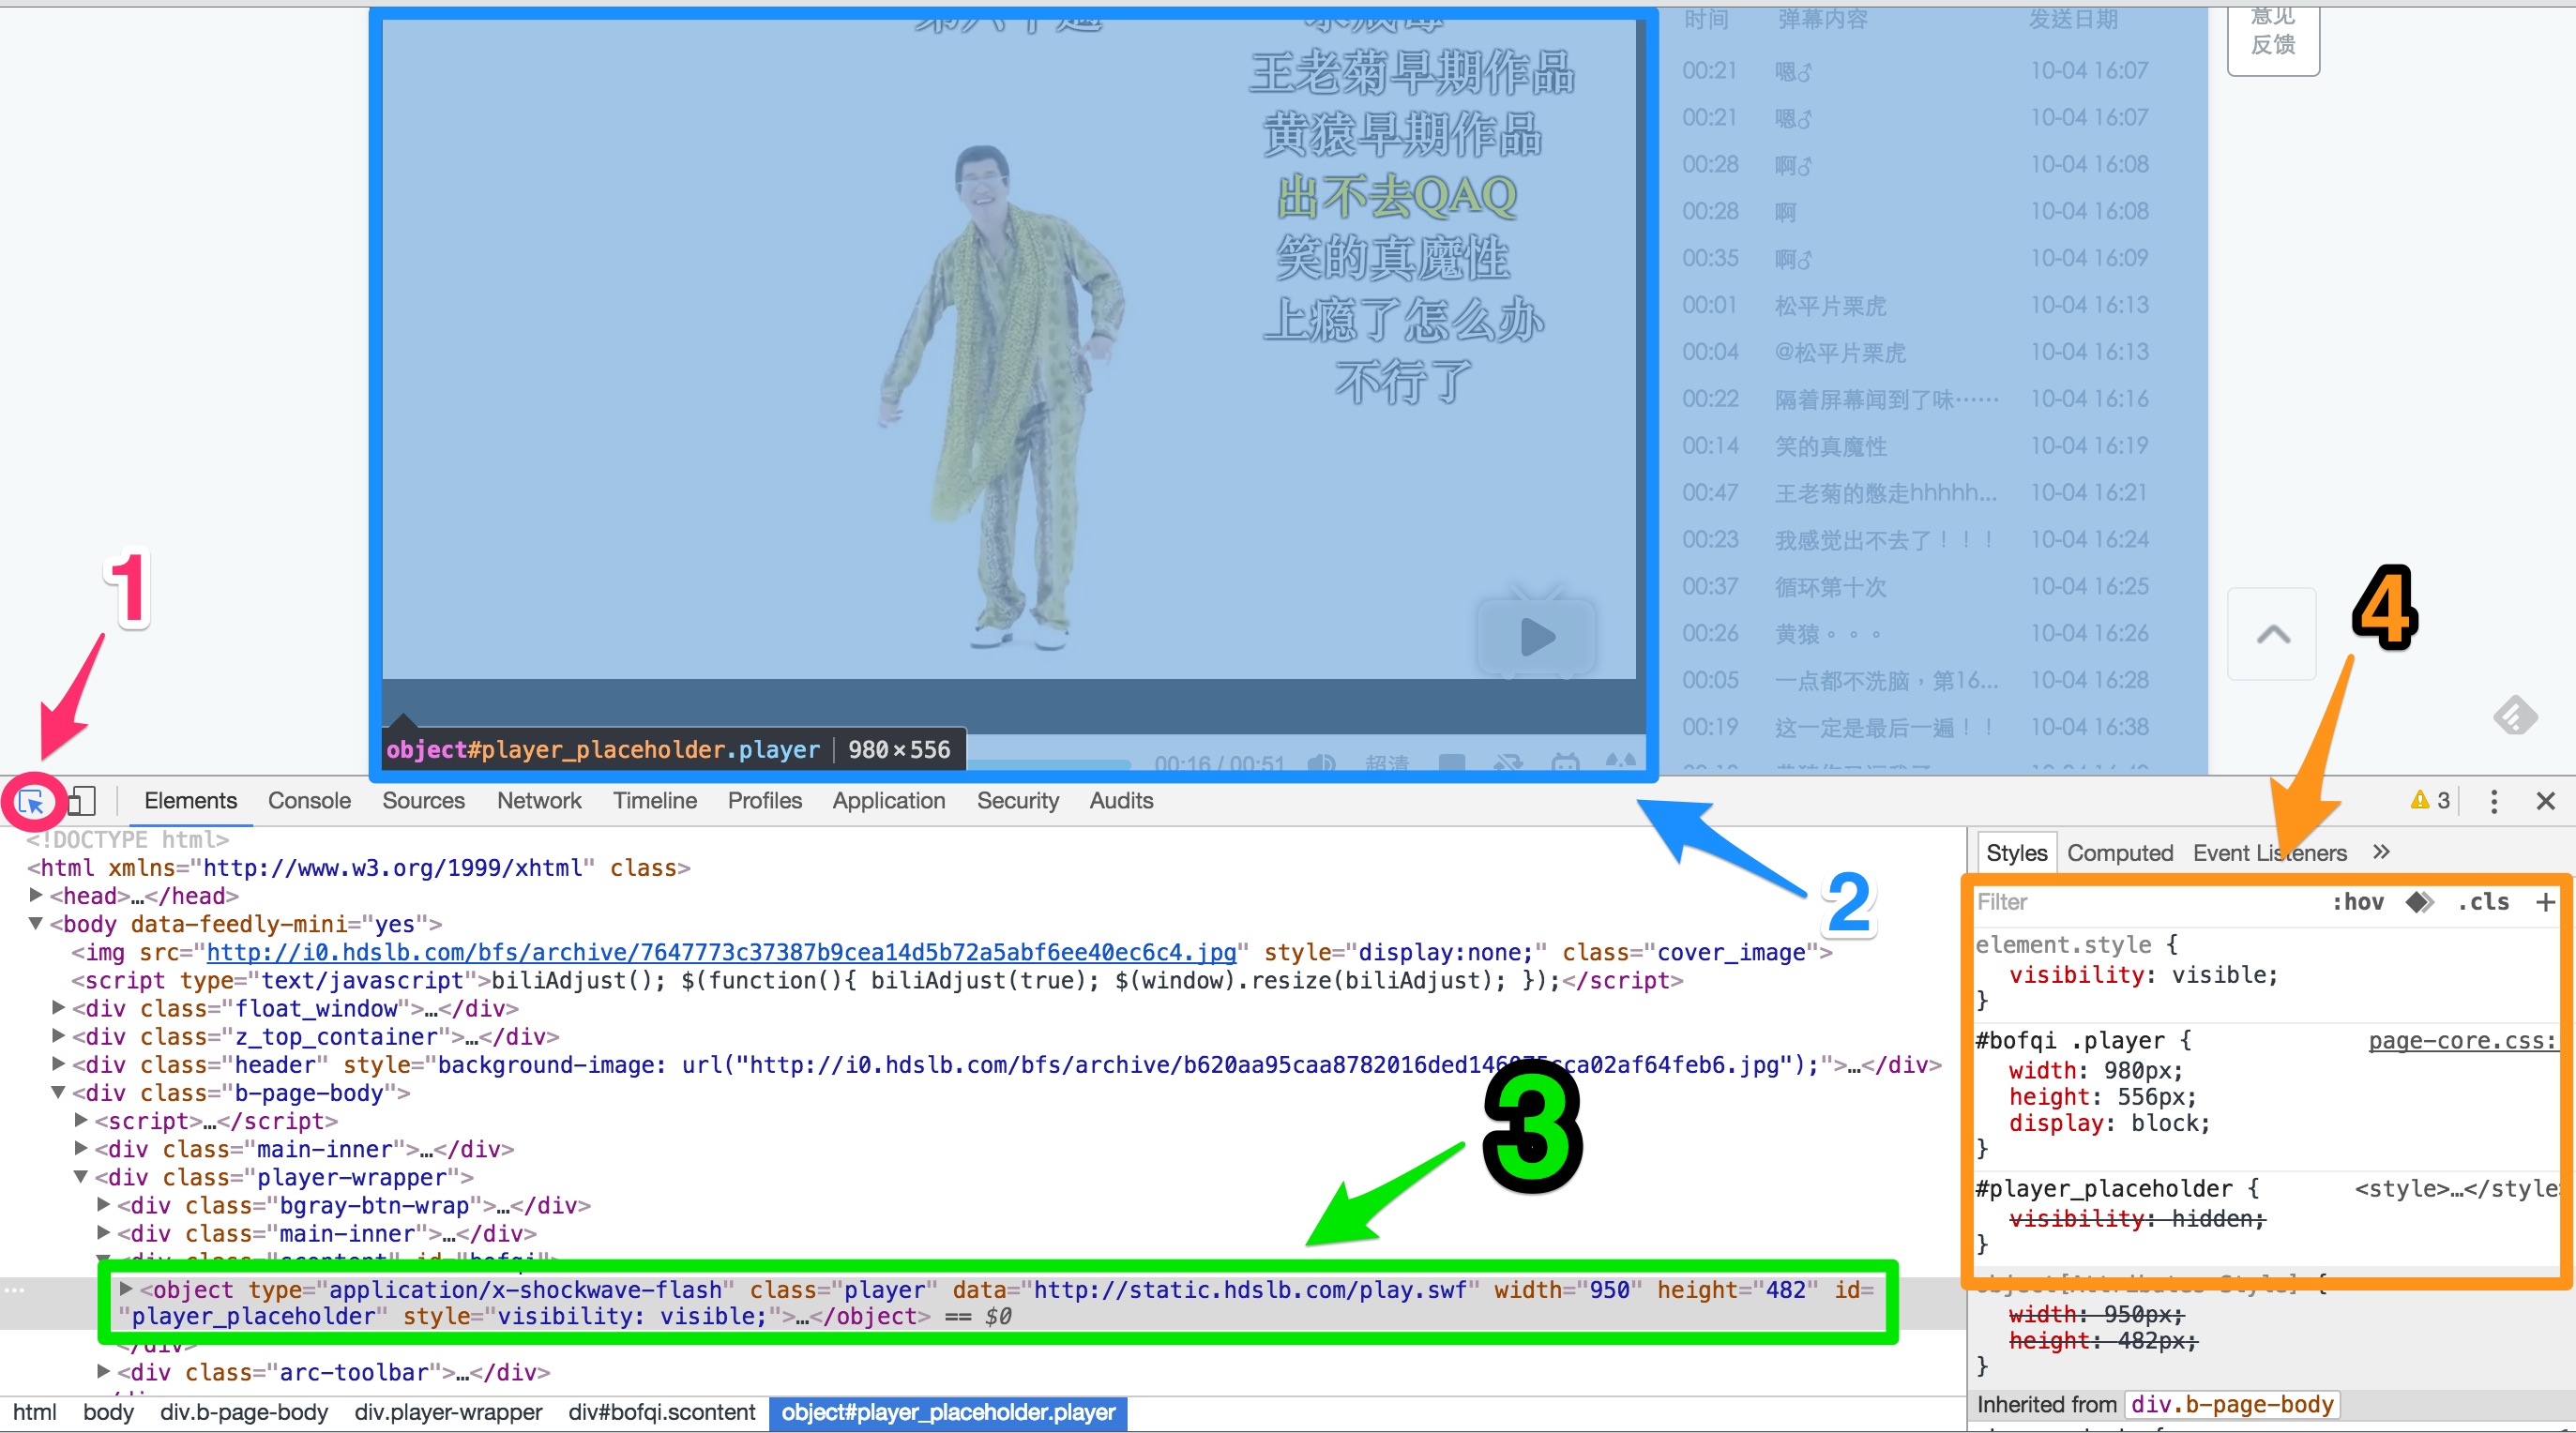 时间 弹幕内容 发送日期
意见
反馈
王老菊早期作品
黄猿早期作品
出不去QAQ
笑的真魔性
上瘾了怎么办
不行了
00:21 嗯♂ 10-04 16:07
00:21 嗯♂ 10-04 16:07
00:28 啊♂ 10-04 16:08
00:28 啊 10-04 16:08
00:35 啊♂ 10-04 16:09
00:01 松平片栗虎 10-04 16:13
00:04 @松平片栗虎 10-04 16:13
00:22 隔着屏幕闻到了味…… 10-04 16:16
00:14 笑的真魔性 10-04 16:19
00:47 王老菊的憋走hhhhh... 10-04 16:21
00:23 我感觉出不去了！！！ 10-04 16:24
00:37 循环第十次 10-04 16:25
00:26 黄猿。。。 10-04 16:26
00:05 一点都不洗脑，第16... 10-04 16:28
00:19 这一定是最后一遍！！ 10-04 16:38
1
2
3
4
object#player_placeholder.player 980×556
00:16 / 00:51 超清
Elements Console Sources Network Timeline Profiles Application Security Audits 3
<!DOCTYPE html>
<html xmlns="http://www.w3.org/1999/xhtml" class>
<head>…</head>
<body data-feedly-mini="yes">
<img src="http://i0.hdslb.com/bfs/archive/7647773c37387b9cea14d5b72a5abf6ee40ec6c4.jpg" style="display:none;" class="cover_image">
<script type="text/javascript">biliAdjust(); $(function(){ biliAdjust(true); $(window).resize(biliAdjust); });</script>
<div class="float_window">…</div>
<div class="z_top_container">…</div>
<div class="header" style="background-image: url("http://i0.hdslb.com/bfs/archive/b620aa95caa8782016ded146075cca02af64feb6.jpg");">…</div>
<div class="b-page-body">
<script>…</script>
<div class="main-inner">…</div>
<div class="player-wrapper">
<div class="bgray-btn-wrap">…</div>
<div class="main-inner">…</div>
<div class="scontent" id="bofqi">
<object type="application/x-shockwave-flash" class="player" data="http://static.hdslb.com/play.swf" width="950" height="482" id=
"player_placeholder" style="visibility: visible;">…</object> == $0
</div>
<div class="arc-toolbar">…</div>
html body div.b-page-body div.player-wrapper div#bofqi.scontent object#player_placeholder.player
Styles Computed Event Listeners »
Filter :hov .cls +
element.style {
visibility: visible;
}
#bofqi .player { page-core.css:
width: 980px;
height: 556px;
display: block;
}
#player_placeholder { <style>…</style>
visibility: hidden;
}
object[Attributes Style] {
width: 950px;
height: 482px;
}
Inherited from div.b-page-body